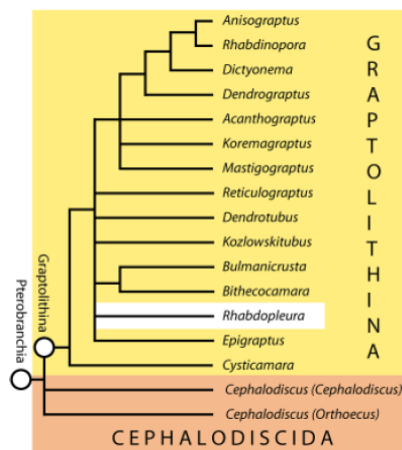 Anisograptus
Rhabdinopora
Dictyonema
Dendrograptus
Acanthograptus
Koremagraptus
Mastigograptus
Reticulograptus
Dendrotubus
Kozlowskitubus
Bulmanicrusta
Bithecocamara
Rhabdopleura
Epigraptus
Cysticamara
Cephalodiscus (Cephalodiscus)
Cephalodiscus (Orthoecus)
GRAPTOLITHINA
Graptolithina
Pterobranchia
CEPHALODISCIDA